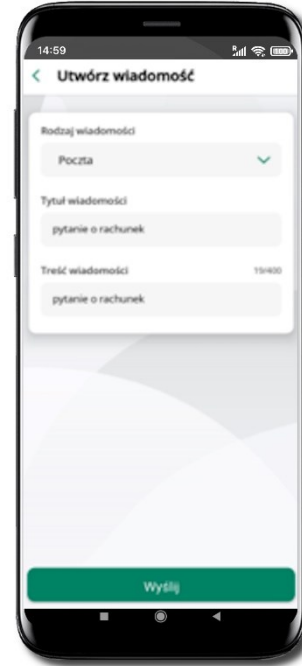 14:59
Utwórz wiadomość
Rodzaj wiadomości
Poczta
Tytuł wiadomości
pytanie o rachunek
Treść wiadomości 19/400
pytanie o rachunek
Wyślij